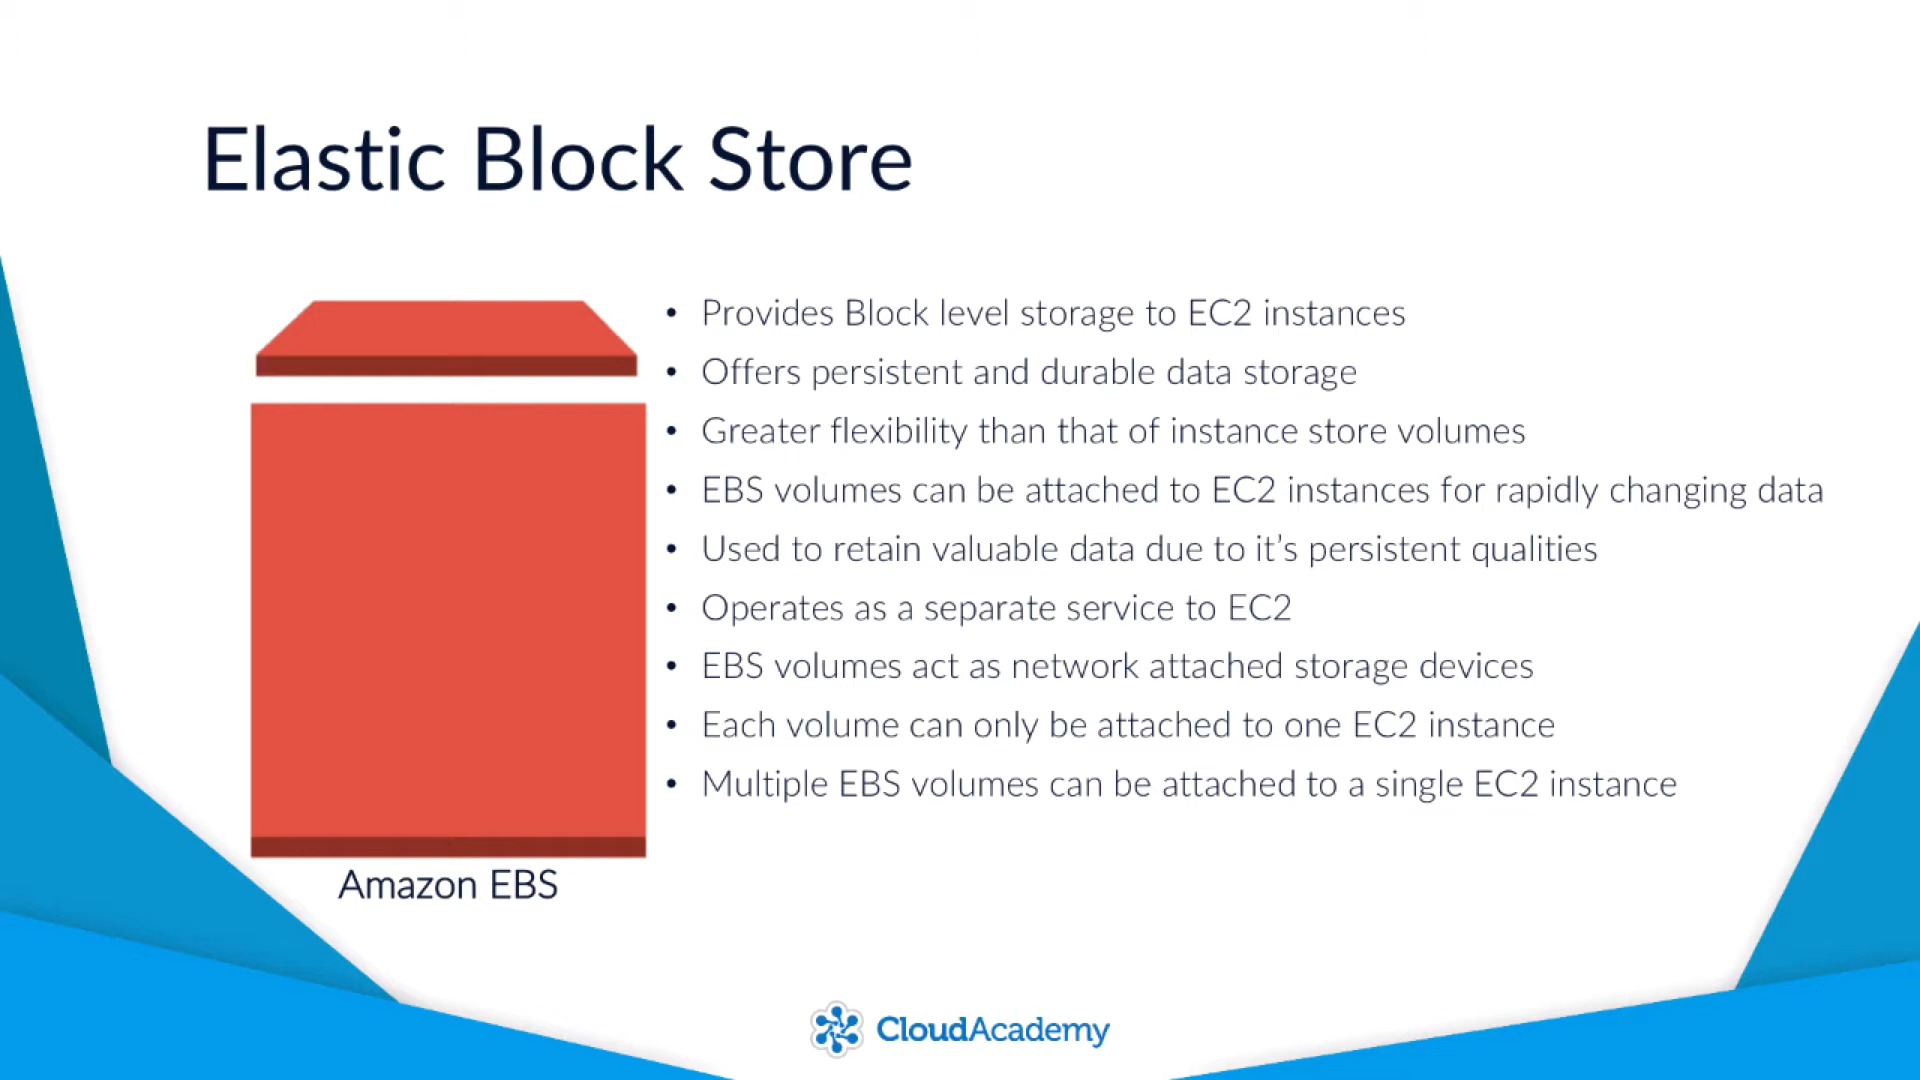 Elastic Block Store
• Provides Block level storage to EC2 instances
• Offers persistent and durable data storage
• Greater flexibility than that of instance store volumes
• EBS volumes can be attached to EC2 instances for rapidly changing data
• Used to retain valuable data due to it’s persistent qualities
• Operates as a separate service to EC2
• EBS volumes act as network attached storage devices
• Each volume can only be attached to one EC2 instance
• Multiple EBS volumes can be attached to a single EC2 instance
Amazon EBS
CloudAcademy